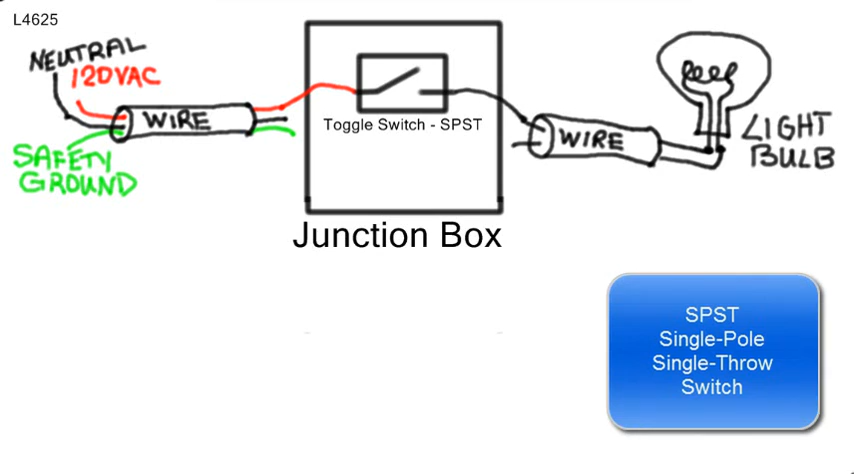 L4625
NEUTRAL
120VAC
WIRE
SAFETY
GROUND
Toggle Switch - SPST
WIRE
LIGHT
BULB
Junction Box
SPST
Single-Pole
Single-Throw
Switch